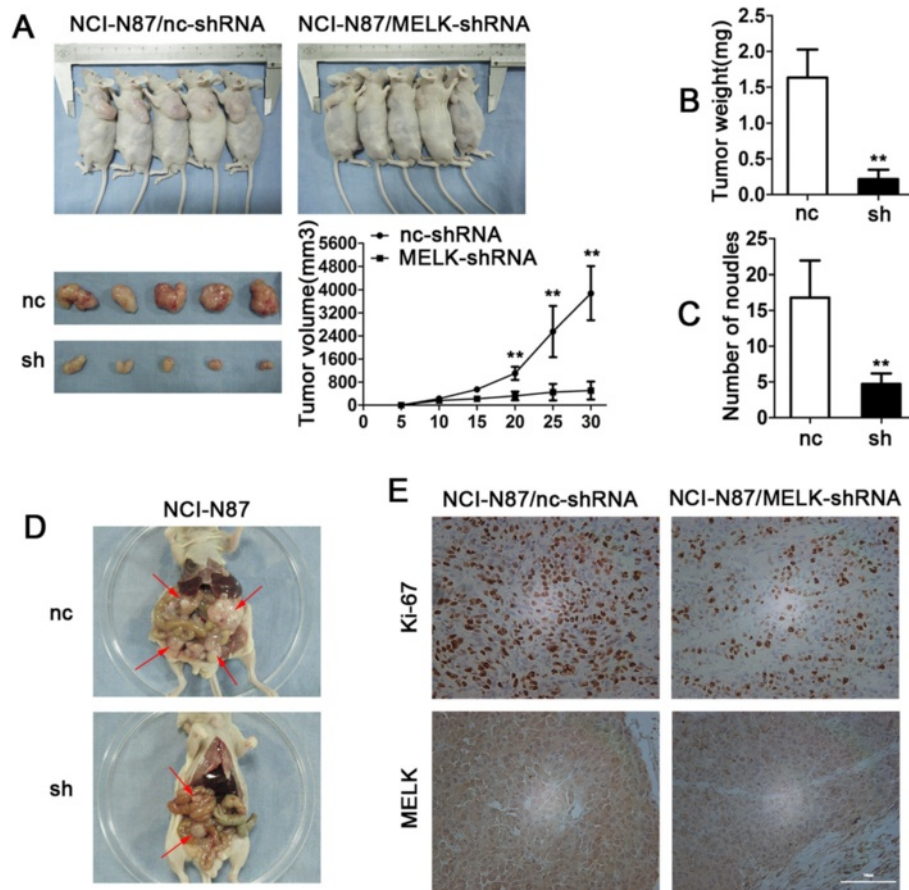 A
NCI-N87/nc-shRNA
NCI-N87/MELK-shRNA
nc
sh
nc-shRNA
MELK-shRNA
Tumor volume(mm3)
5600
4800
4000
3200
2400
1600
800
0
0 5 10 15 20 25 30
**
**
**
B
Tumor weight(mg)
2.0
1.5
1.0
0.5
0.0
**
nc sh
C
Number of noudles
25
20
15
10
5
0
**
nc sh
D
NCI-N87
nc
sh
E
NCI-N87/nc-shRNA
NCI-N87/MELK-shRNA
Ki-67
MELK